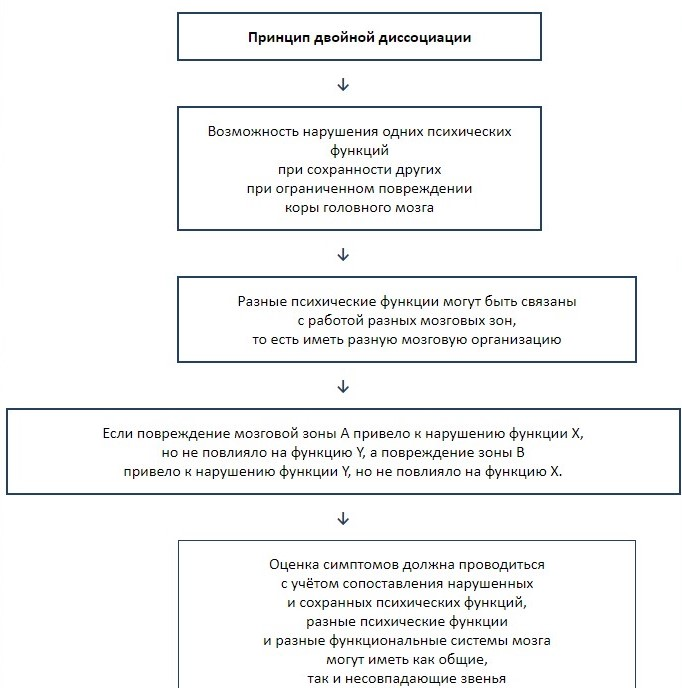 Принцип двойной диссоциации
↓
Возможность нарушения одних психических
функций
при сохранности других
при ограниченном повреждении
коры головного мозга
↓
Разные психические функции могут быть связаны
с работой разных мозговых зон,
то есть иметь разную мозговую организацию
↓
Если повреждение мозговой зоны А привело к нарушению функции X,
но не повлияло на функцию Y, а повреждение зоны B
привело к нарушению функции Y, но не повлияло на функцию X.
↓
Оценка симптомов должна проводиться
с учётом сопоставления нарушенных
и сохранных психических функций,
разные психические функции
и разные функциональные системы мозга
могут иметь как общие,
так и несовпадающие звенья